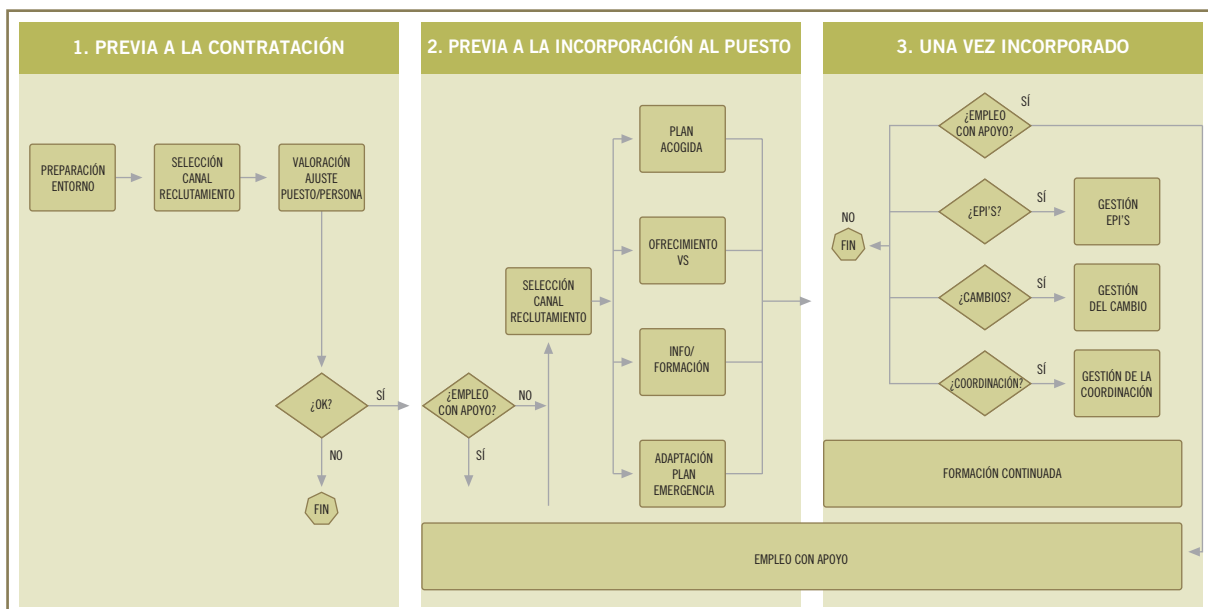 1. PREVIA A LA CONTRATACIÓN
PREPARACIÓN
ENTORNO
SELECCIÓN
CANAL
RECLUTAMIENTO
VALORACIÓN
AJUSTE
PUESTO/PERSONA
¿OK?
SÍ
NO
FIN
2. PREVIA A LA INCORPORACIÓN AL PUESTO
¿EMPLEO
CON APOYO?
NO
SÍ
SELECCIÓN
CANAL
RECLUTAMIENTO
PLAN
ACOGIDA
OFRECIMIENTO
VS
INFO/
FORMACIÓN
ADAPTACIÓN
PLAN
EMERGENCIA
3. UNA VEZ INCORPORADO
¿EMPLEO
CON APOYO?
SÍ
NO
FIN
¿EPI'S?
SÍ
GESTIÓN
EPI'S
¿CAMBIOS?
SÍ
GESTIÓN
DEL CAMBIO
¿COORDINACIÓN?
SÍ
GESTIÓN DE LA
COORDINACIÓN
FORMACIÓN CONTINUADA
EMPLEO CON APOYO